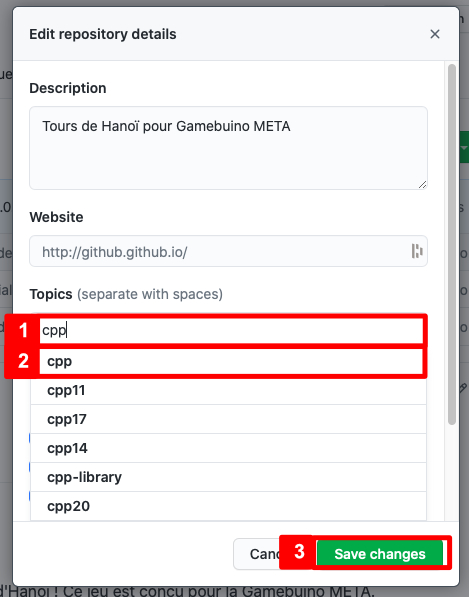 Edit repository details
Description
Tours de Hanoï pour Gamebuino META
Website
http://github.github.io/
Topics (separate with spaces)
1 cpp
2 cpp
cpp11
cpp17
cpp14
cpp-library
cpp20
3 Save changes
d'Hanoï ! Ce jeu est conçu pour la Gamebuino META.